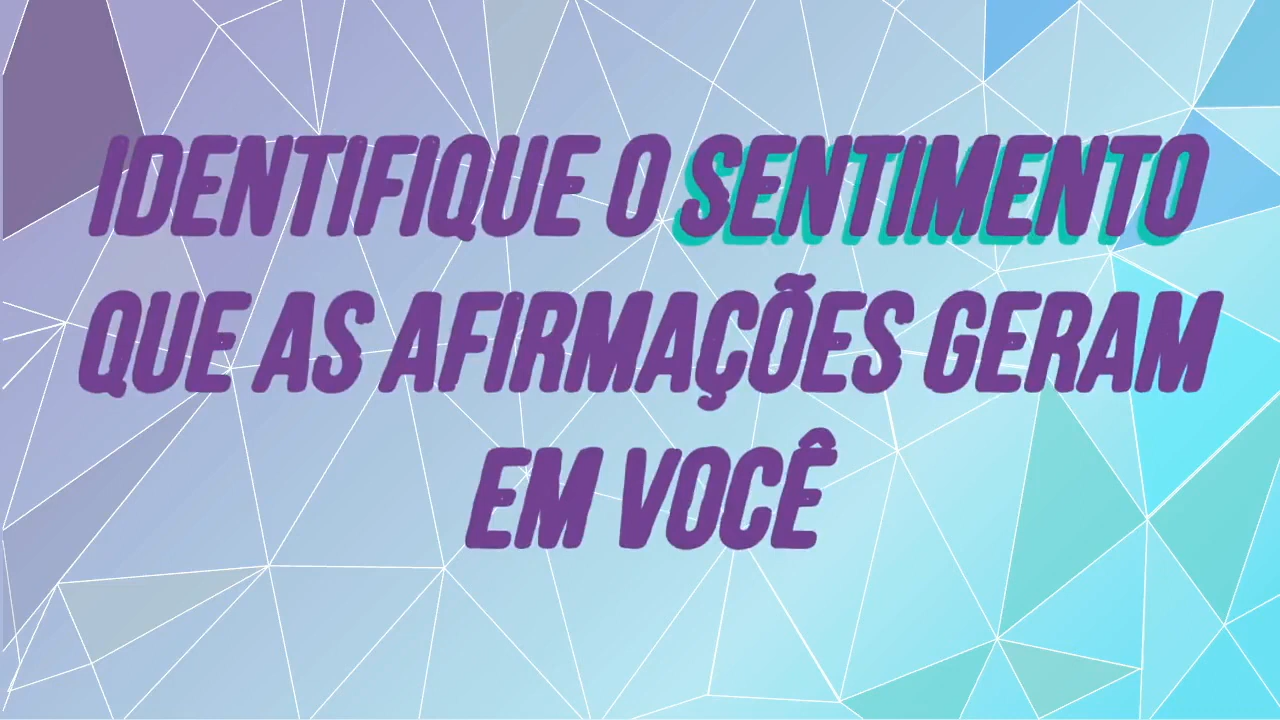 IDENTIFIQUE O SENTIMENTO
QUE AS AFIRMAÇÕES GERAM
EM VOCÊ